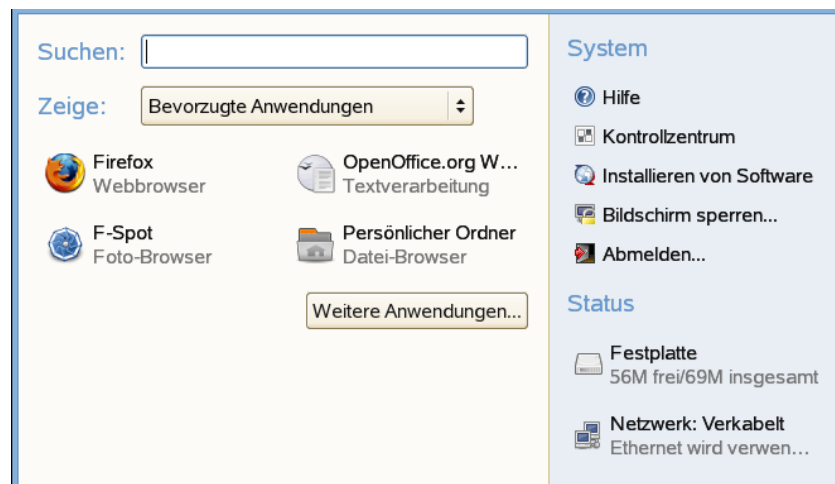 Suchen:
Zeige:
Bevorzugte Anwendungen
Firefox
Webbrowser
OpenOffice.org W...
Textverarbeitung
F-Spot
Foto-Browser
Persönlicher Ordner
Datei-Browser
Weitere Anwendungen...
System
Hilfe
Kontrollzentrum
Installieren von Software
Bildschirm sperren...
Abmelden...
Status
Festplatte
56M frei/69M insgesamt
Netzwerk: Verkabelt
Ethernet wird verwen...